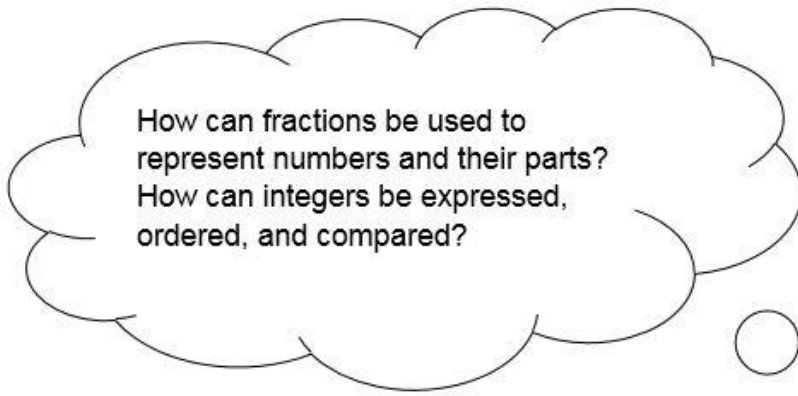 How can fractions be used to
represent numbers and their parts?
How can integers be expressed,
ordered, and compared?